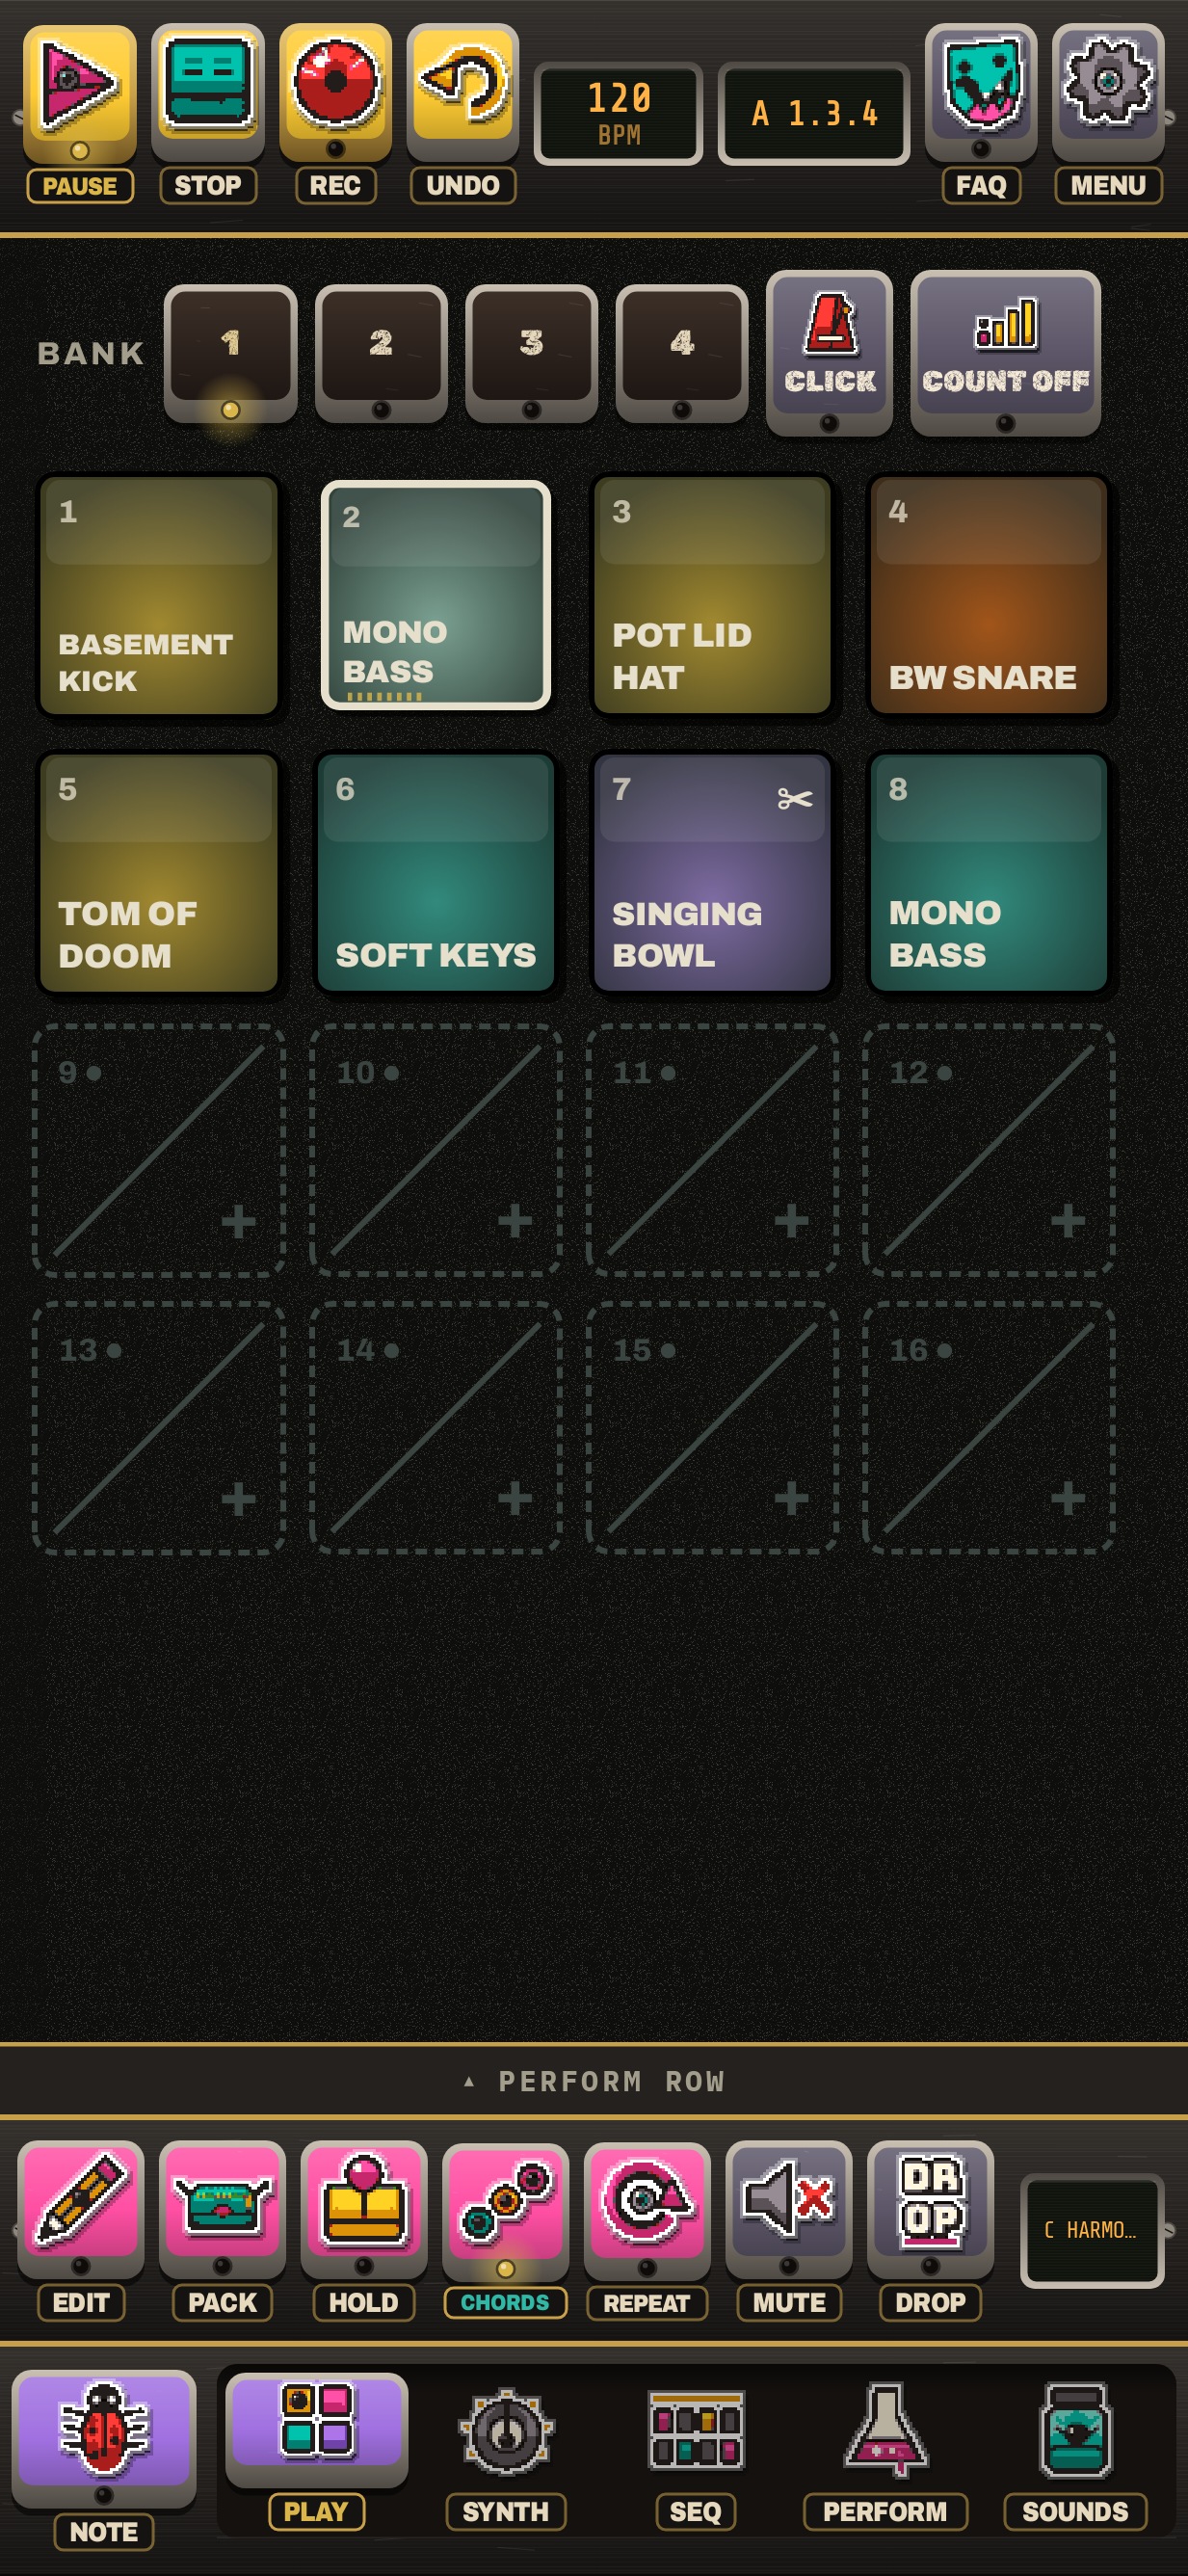 120
BPM
A 1.3.4
PAUSE
STOP
REC
UNDO
FAQ
MENU
BANK
1
2
3
4
CLICK
COUNT OFF
1
BASEMENT
KICK
2
MONO
BASS
3
POT LID
HAT
4
BW SNARE
5
TOM OF
DOOM
6
SOFT KEYS
7
SINGING
BOWL
8
MONO
BASS
9
10
11
12
13
14
15
16
▲ PERFORM ROW
DR
OP
C HARMO…
EDIT
PACK
HOLD
CHORDS
REPEAT
MUTE
DROP
NOTE
PLAY
SYNTH
SEQ
PERFORM
SOUNDS